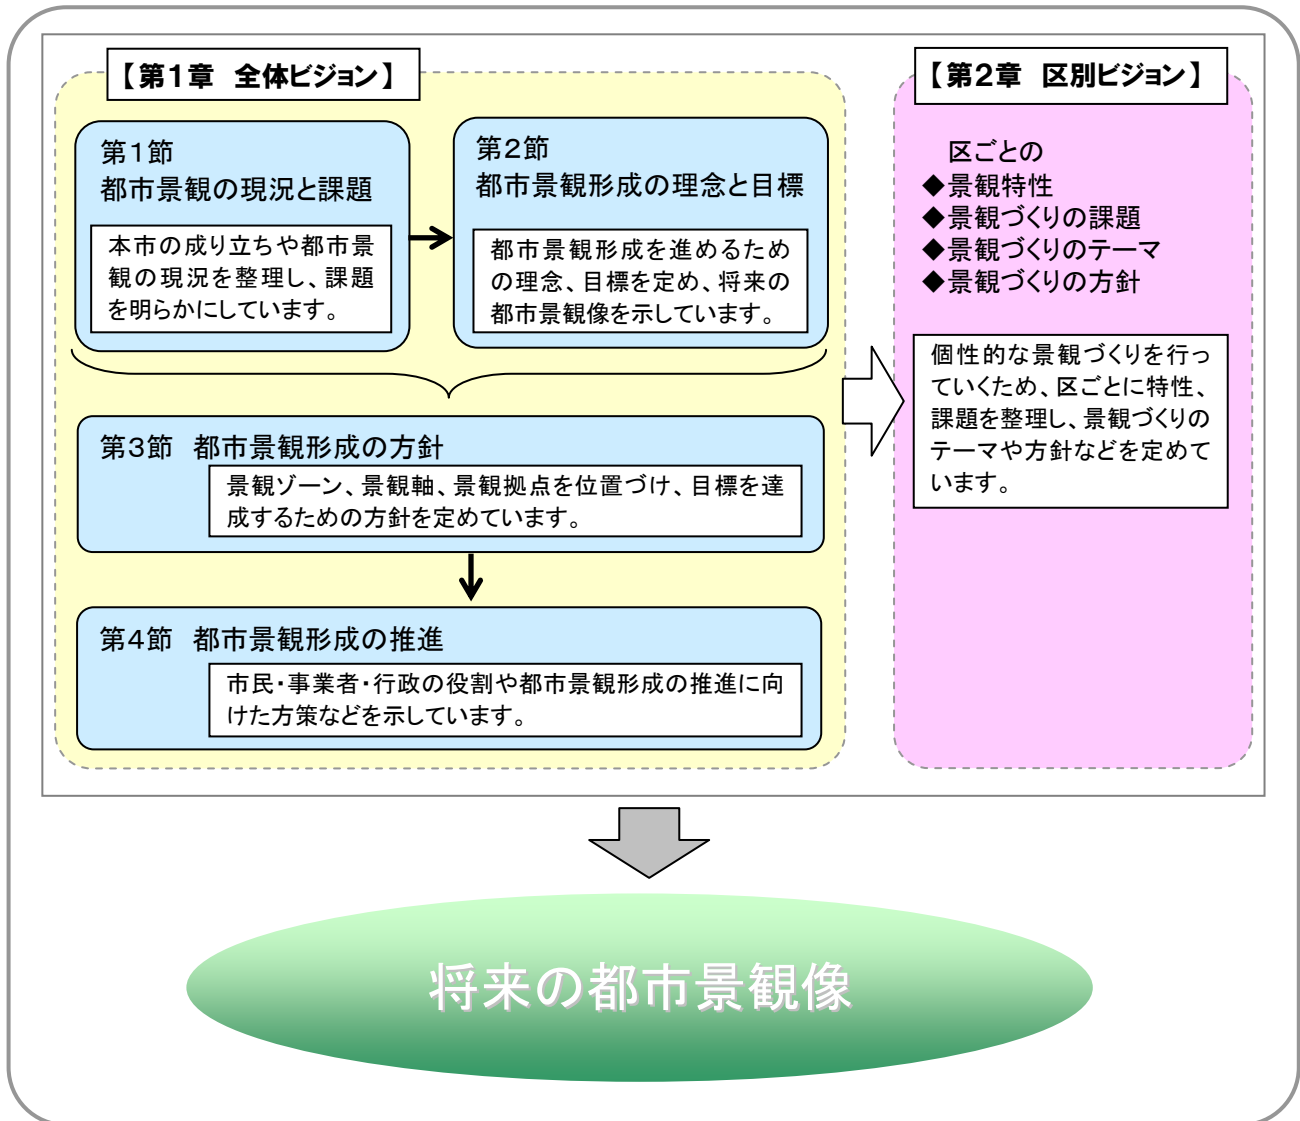 【第1章　全体ビジョン】
第1節
都市景観の現況と課題
本市の成り立ちや都市景
観の現況を整理し、課題
を明らかにしています。
第2節
都市景観形成の理念と目標
都市景観形成を進めるため
の理念、目標を定め、将来の
都市景観像を示しています。
第3節　都市景観形成の方針
景観ゾーン、景観軸、景観拠点を位置づけ、目標を達
成するための方針を定めています。
第4節　都市景観形成の推進
市民・事業者・行政の役割や都市景観形成の推進に向
けた方策などを示しています。
【第2章　区別ビジョン】
区ごとの
◆景観特性
◆景観づくりの課題
◆景観づくりのテーマ
◆景観づくりの方針
個性的な景観づくりを行っ
ていくため、区ごとに特性、
課題を整理し、景観づくりの
テーマや方針などを定めて
います。
将来の都市景観像